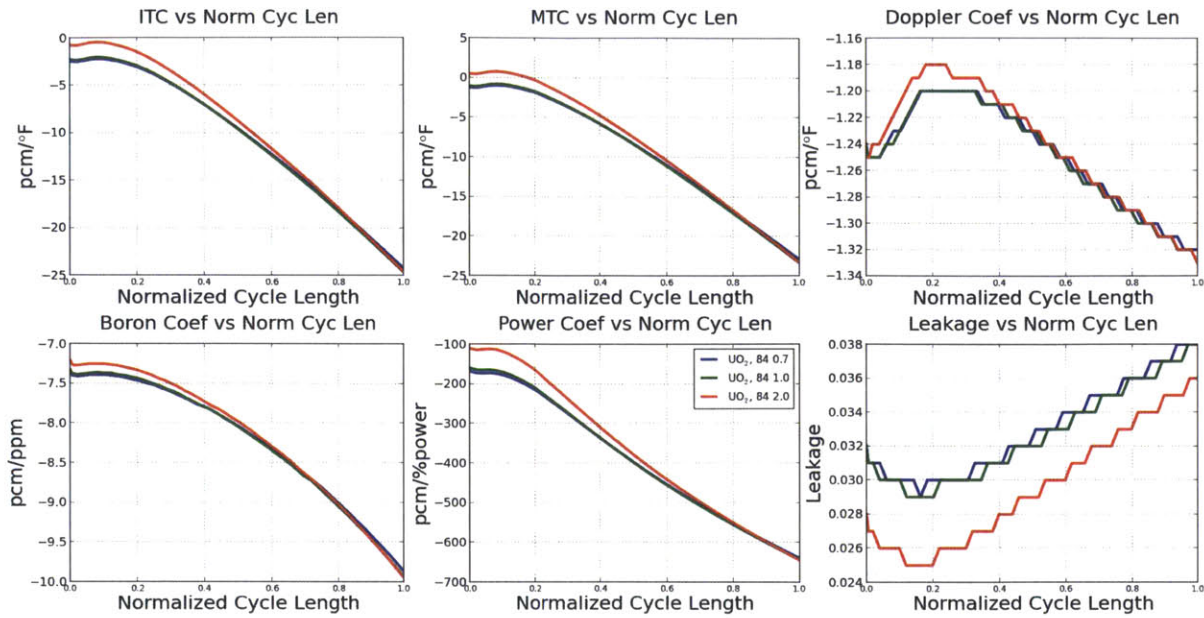 ITC vs Norm Cyc Len
0
−5
−10
−15
−20
−25
pcm/°F
0.0 0.2 0.4 0.6 0.8 1.0
Normalized Cycle Length
MTC vs Norm Cyc Len
5
0
−5
−10
−15
−20
−25
pcm/°F
0.0 0.2 0.4 0.6 0.8 1.0
Normalized Cycle Length
Doppler Coef vs Norm Cyc Len
−1.16
−1.18
−1.20
−1.22
−1.24
−1.26
−1.28
−1.30
−1.32
−1.34
pcm/°F
0.0 0.2 0.4 0.6 0.8 1.0
Normalized Cycle Length
Boron Coef vs Norm Cyc Len
−7.0
−7.5
−8.0
−8.5
−9.0
−9.5
−10.0
pcm/ppm
0.0 0.2 0.4 0.6 0.8 1.0
Normalized Cycle Length
Power Coef vs Norm Cyc Len
−100
−200
−300
−400
−500
−600
−700
pcm/%power
UO₂, 84 0.7
UO₂, 84 1.0
UO₂, 84 2.0
0.0 0.2 0.4 0.6 0.8 1.0
Normalized Cycle Length
Leakage vs Norm Cyc Len
0.038
0.036
0.034
0.032
0.030
0.028
0.026
0.024
Leakage
0.0 0.2 0.4 0.6 0.8 1.0
Normalized Cycle Length